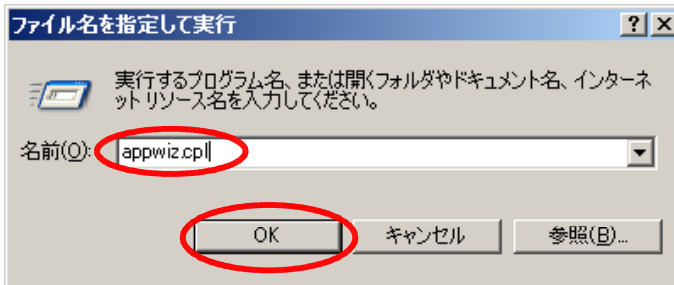 ファイル名を指定して実行
実行するプログラム名、または開くフォルダやドキュメント名、インターネ
ット リソース名を入力してください。
名前(O): appwiz.cpl
OK キャンセル 参照(B)...